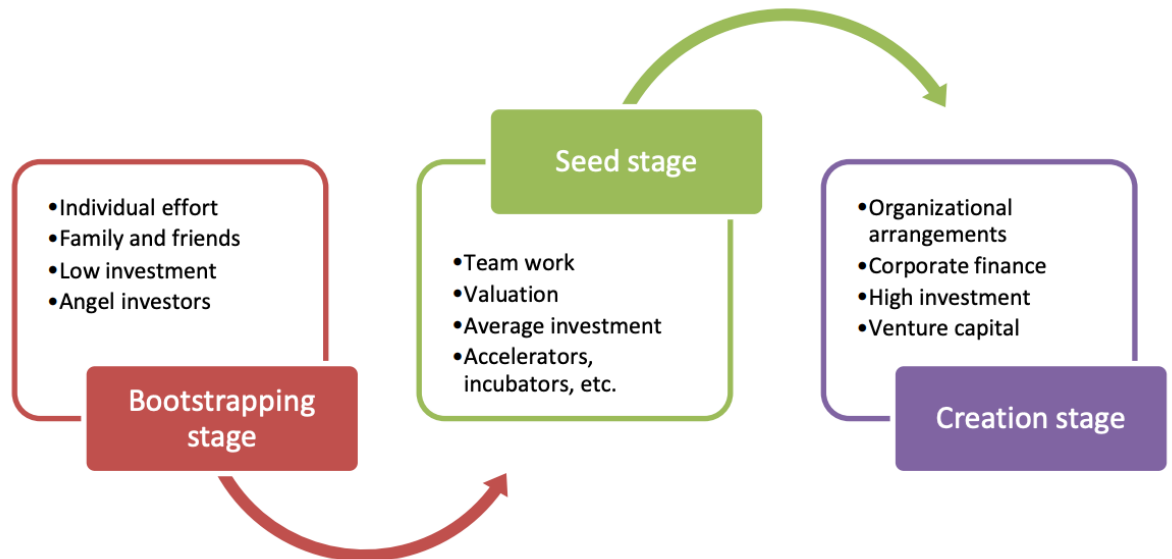 •Individual effort
•Family and friends
•Low investment
•Angel investors
Bootstrapping
stage
Seed stage
•Team work
•Valuation
•Average investment
•Accelerators,
incubators, etc.
•Organizational
arrangements
•Corporate finance
•High investment
•Venture capital
Creation stage